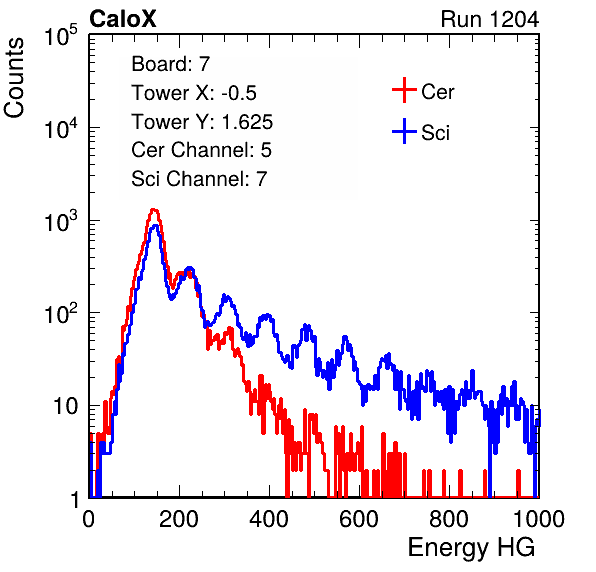 CaloX Run 1204
Counts
10^5
10^4
10^3
10^2
10
1
Board: 7
Tower X: -0.5
Tower Y: 1.625
Cer Channel: 5
Sci Channel: 7
Cer
Sci
0 200 400 600 800 1000
Energy HG